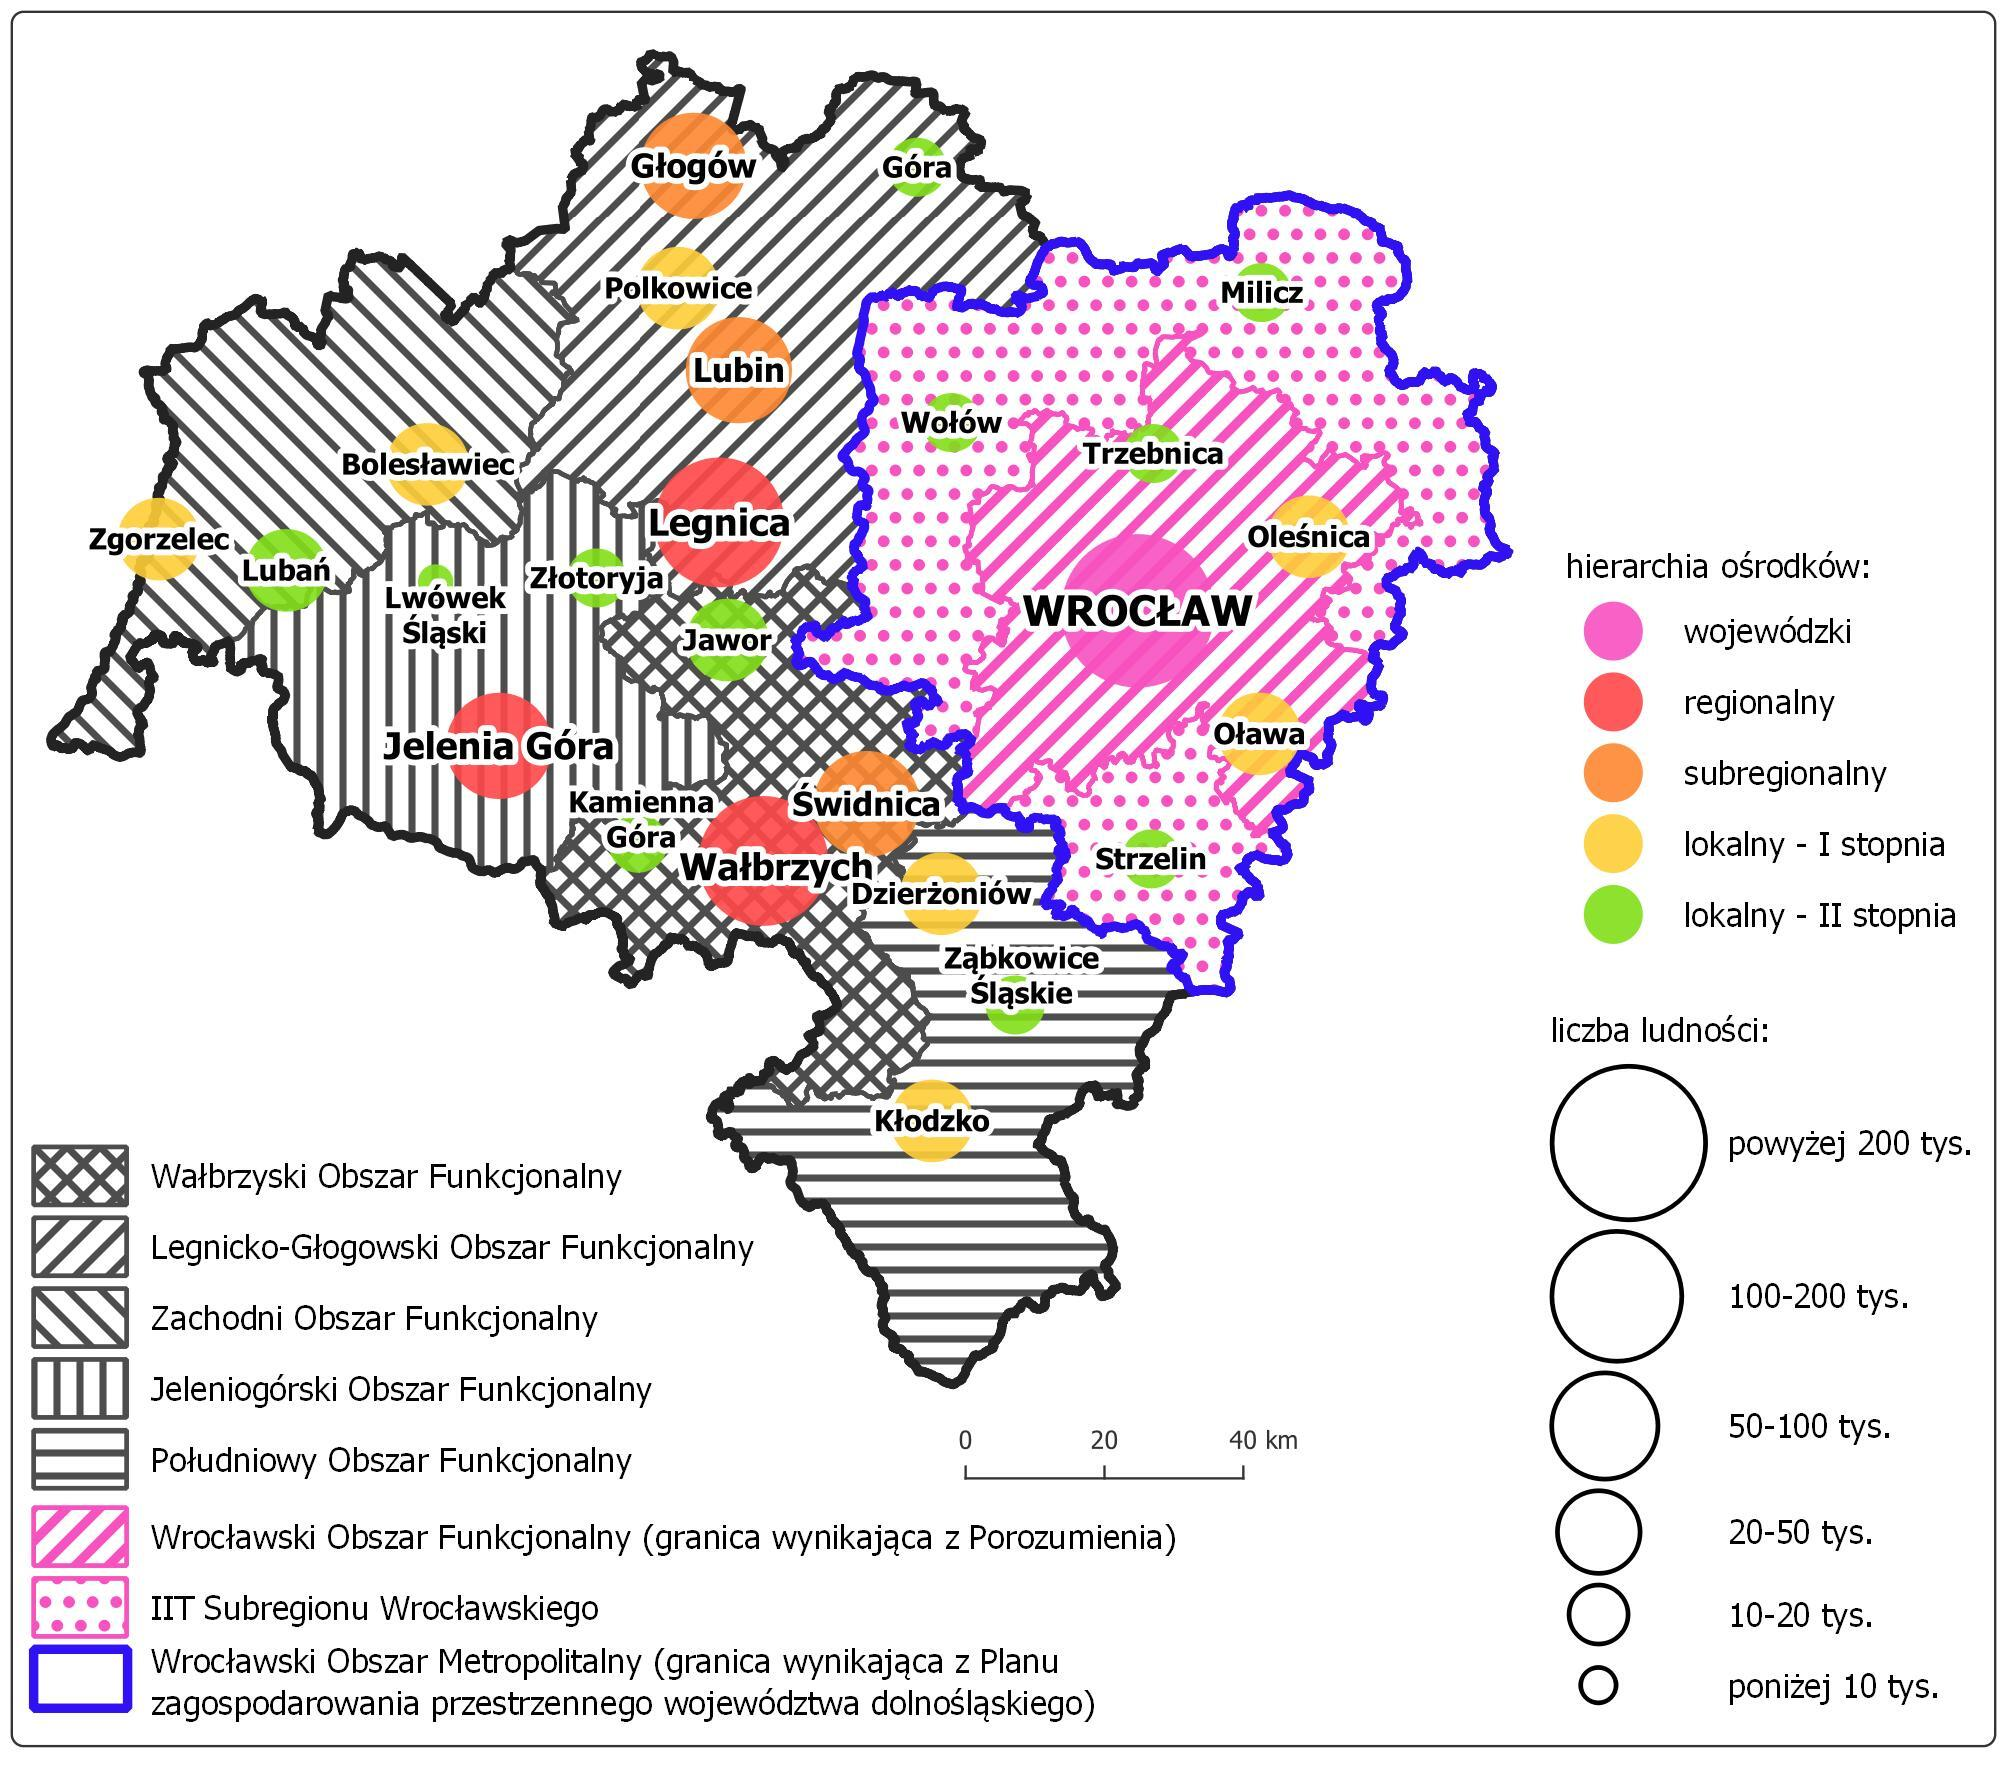 Głogów
Góra
Polkowice
Milicz
Lubin
Wołów
Trzebnica
Bolesławiec
Legnica
Oleśnica
Zgorzelec
Lubań
Złotoryja
Lwówek
Śląski
WROCŁAW
Jawor
Jelenia Góra
Oława
Kamienna
Góra
Świdnica
Wałbrzych
Strzelin
Dzierżoniów
Ząbkowice
Śląskie
Kłodzko
hierarchia ośrodków:
wojewódzki
regionalny
subregionalny
lokalny - I stopnia
lokalny - II stopnia
liczba ludności:
powyżej 200 tys.
100-200 tys.
50-100 tys.
20-50 tys.
10-20 tys.
poniżej 10 tys.
0 20 40 km
Wałbrzyski Obszar Funkcjonalny
Legnicko-Głogowski Obszar Funkcjonalny
Zachodni Obszar Funkcjonalny
Jeleniogórski Obszar Funkcjonalny
Południowy Obszar Funkcjonalny
Wrocławski Obszar Funkcjonalny (granica wynikająca z Porozumienia)
IIT Subregionu Wrocławskiego
Wrocławski Obszar Metropolitalny (granica wynikająca z Planu
zagospodarowania przestrzennego województwa dolnośląskiego)